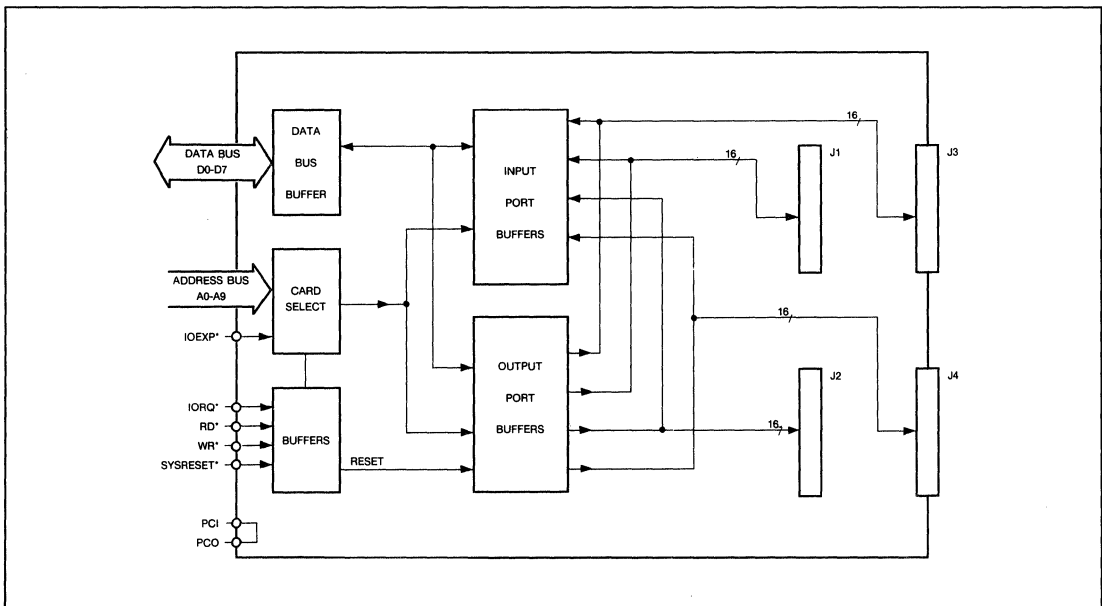 DATA
BUS
BUFFER
DATA BUS
D0-D7
INPUT
PORT
BUFFERS
16
16
J1
J3
ADDRESS BUS
A0-A9
CARD
SELECT
IOEXP*
16
OUTPUT
PORT
BUFFERS
J2
J4
IORQ*
RD*
WR*
SYSRESET*
BUFFERS
RESET
16
PCI
PCO